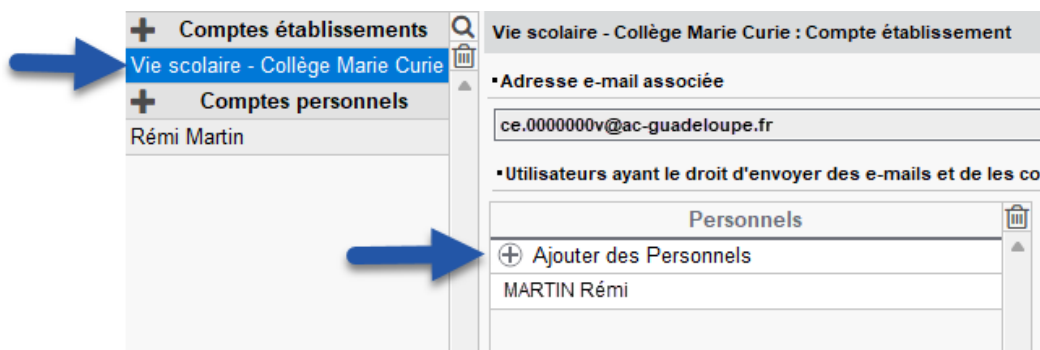 Comptes établissements
Vie scolaire - Collège Marie Curie
Comptes personnels
Rémi Martin
Vie scolaire - Collège Marie Curie : Compte établissement
Adresse e-mail associée
ce.0000000v@ac-guadeloupe.fr
Utilisateurs ayant le droit d'envoyer des e-mails et de les co
Personnels
Ajouter des Personnels
MARTIN Rémi